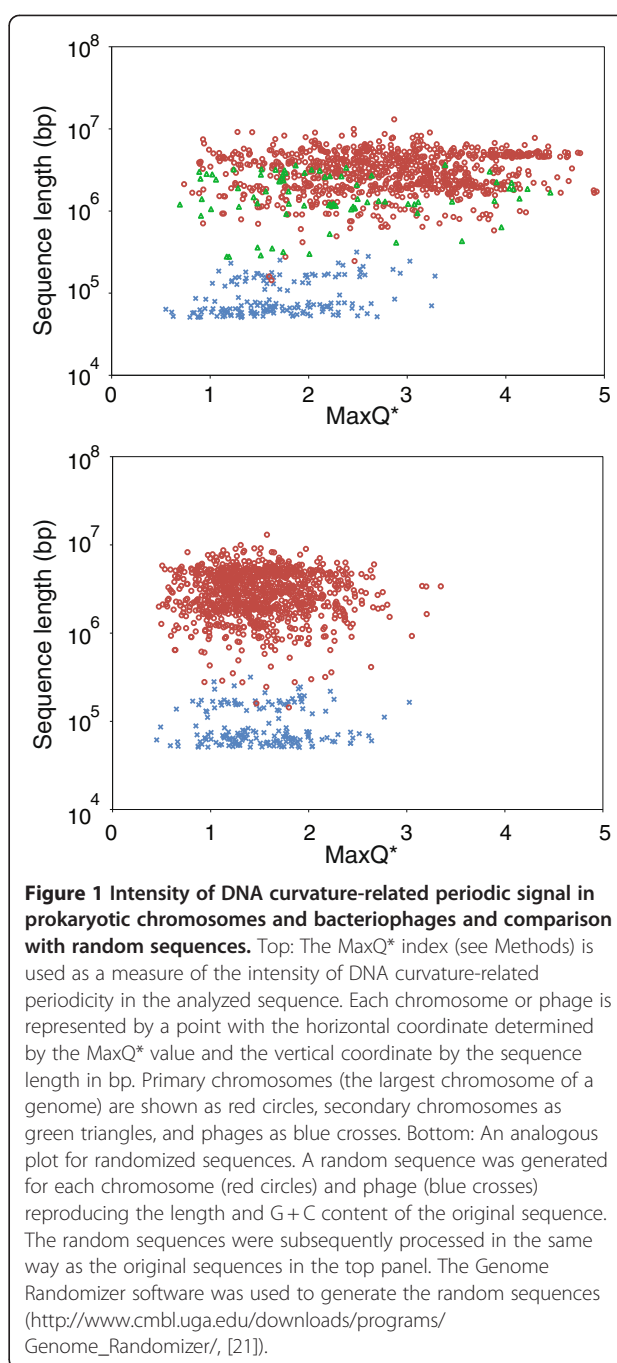 10^8
10^7
10^6
10^5
10^4
Sequence length (bp)
0 1 2 3 4 5
MaxQ*
10^8
10^7
10^6
10^5
10^4
Sequence length (bp)
0 1 2 3 4 5
MaxQ*
Figure 1 Intensity of DNA curvature-related periodic signal in
prokaryotic chromosomes and bacteriophages and comparison
with random sequences. Top: The MaxQ* index (see Methods) is
used as a measure of the intensity of DNA curvature-related
periodicity in the analyzed sequence. Each chromosome or phage is
represented by a point with the horizontal coordinate determined
by the MaxQ* value and the vertical coordinate by the sequence
length in bp. Primary chromosomes (the largest chromosome of a
genome) are shown as red circles, secondary chromosomes as
green triangles, and phages as blue crosses. Bottom: An analogous
plot for randomized sequences. A random sequence was generated
for each chromosome (red circles) and phage (blue crosses)
reproducing the length and G + C content of the original sequence.
The random sequences were subsequently processed in the same
way as the original sequences in the top panel. The Genome
Randomizer software was used to generate the random sequences
(http://www.cmbl.uga.edu/downloads/programs/
Genome_Randomizer/, [21]).